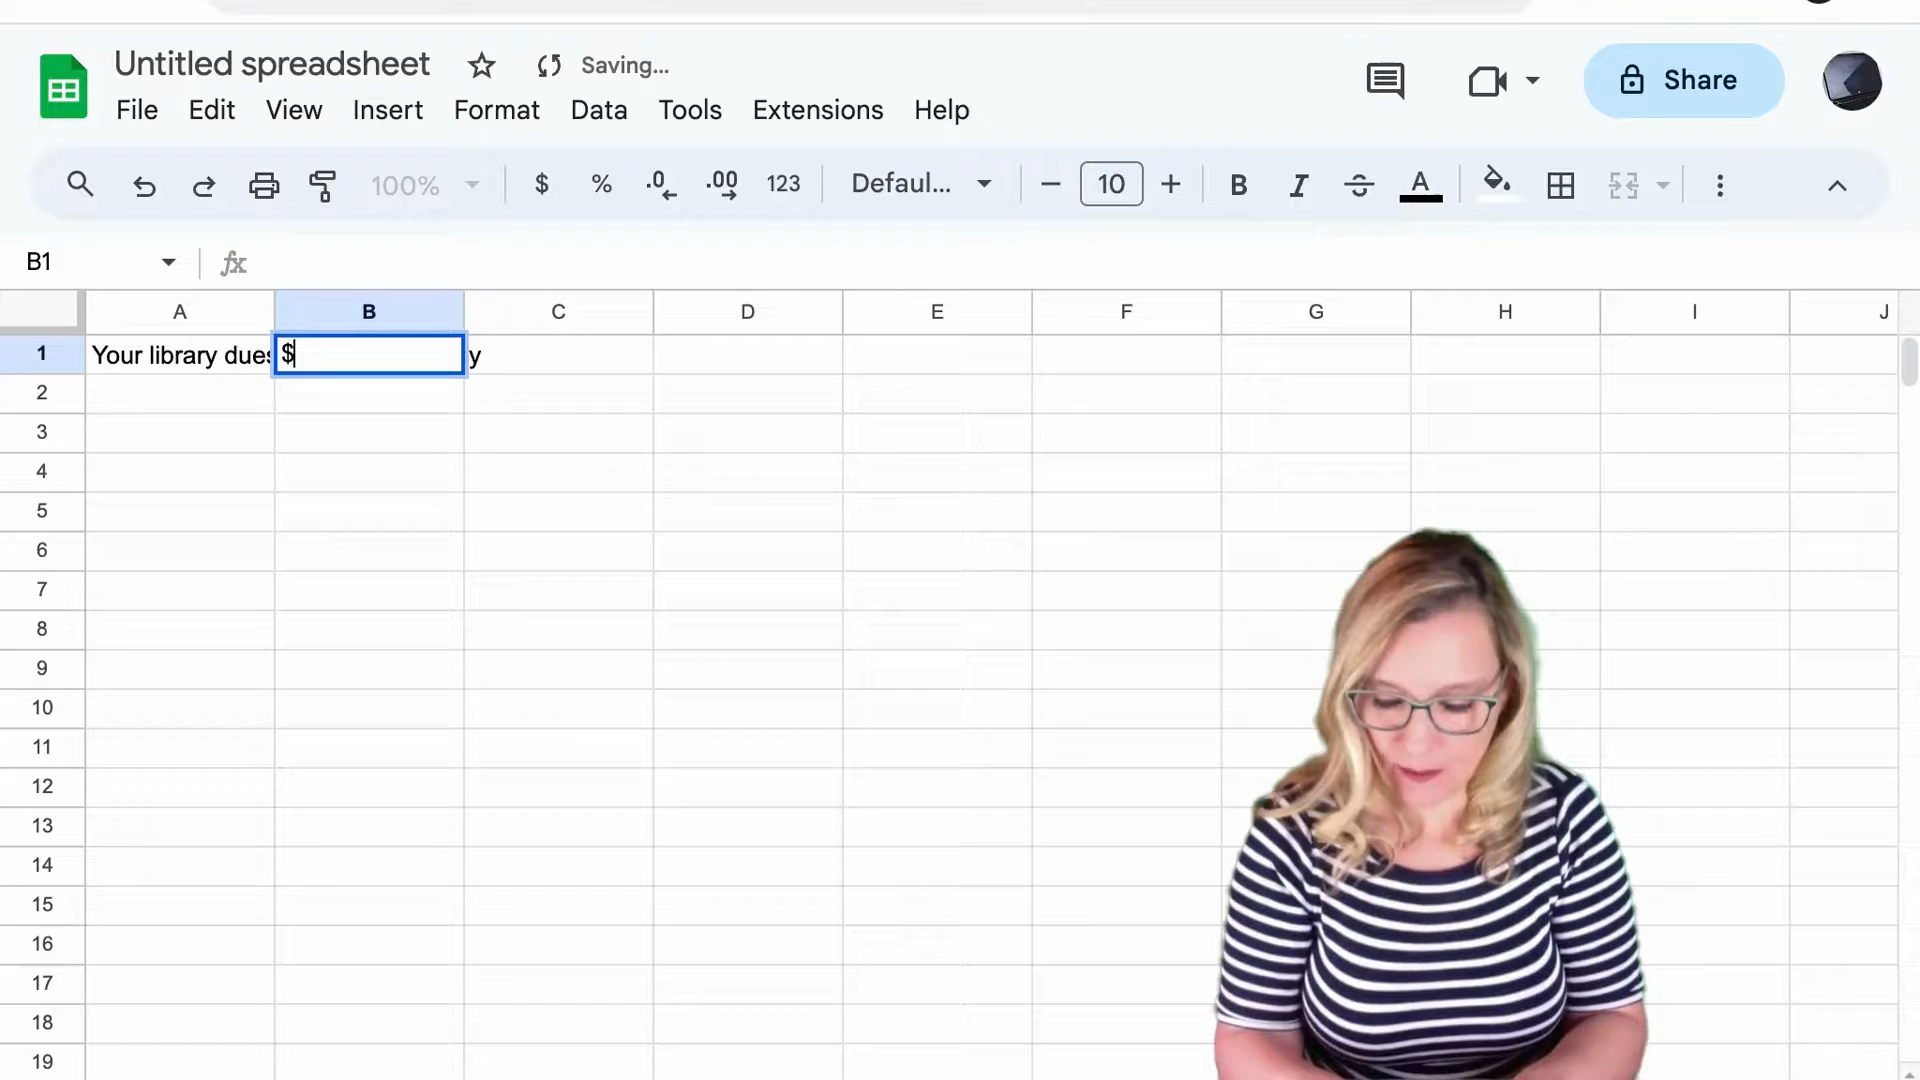 Untitled spreadsheet Saving...
File Edit View Insert Format Data Tools Extensions Help
Share
100% $ % .0 .00 123 Defaul... 10 B I A
B1 fx
A B C D E F G H I J
1 Your library dues $ y
2
3
4
5
6
7
8
9
10
11
12
13
14
15
16
17
18
19